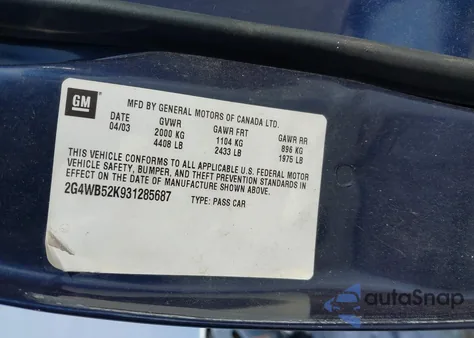 GM
MFD BY GENERAL MOTORS OF CANADA LTD.
DATE GVWR GAWR FRT GAWR RR
04/03 2000 KG 1104 KG 896 KG
4408 LB 2433 LB 1975 LB
THIS VEHICLE CONFORMS TO ALL APPLICABLE U.S. FEDERAL MOTOR
VEHICLE SAFETY, BUMPER, AND THEFT PREVENTION STANDARDS IN
EFFECT ON THE DATE OF MANUFACTURE SHOWN ABOVE.
2G4WB52K931285687 TYPE: PASS CAR
autoSnap